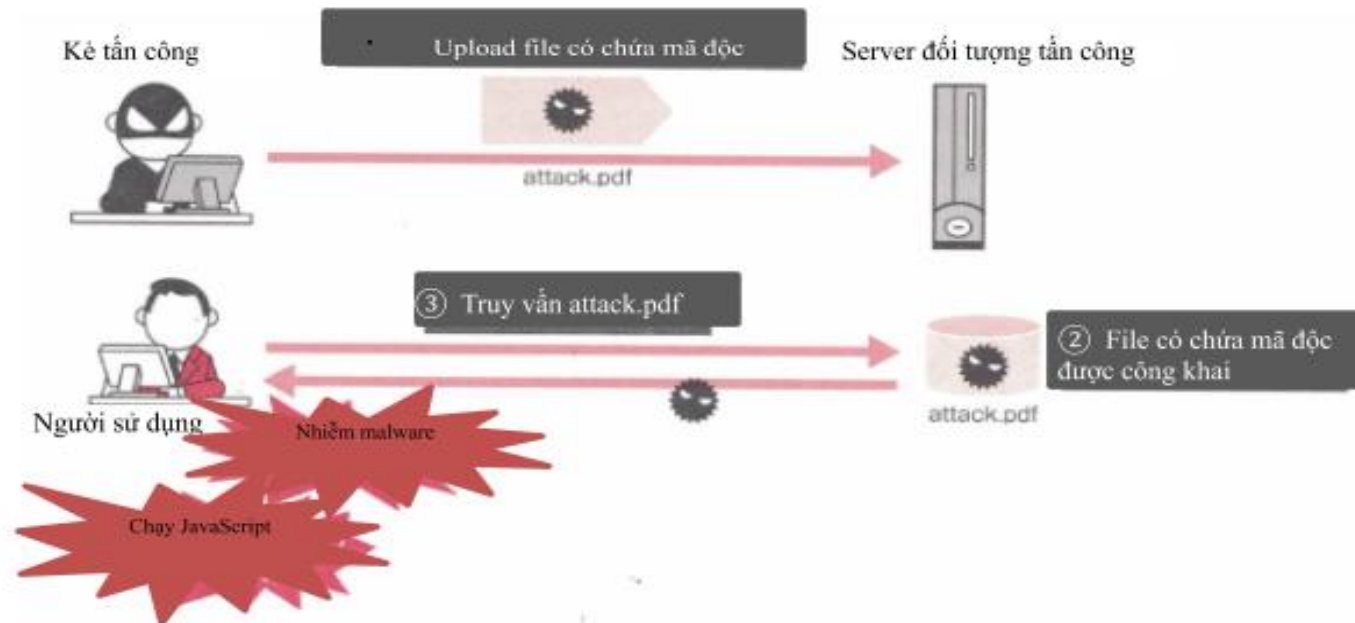 Kẻ tấn công
Upload file có chứa mã độc
Server đối tượng tấn công
attack.pdf
③ Truy vấn attack.pdf
② File có chứa mã độc
được công khai
attack.pdf
Người sử dụng
Nhiễm malware
Chạy JavaScript